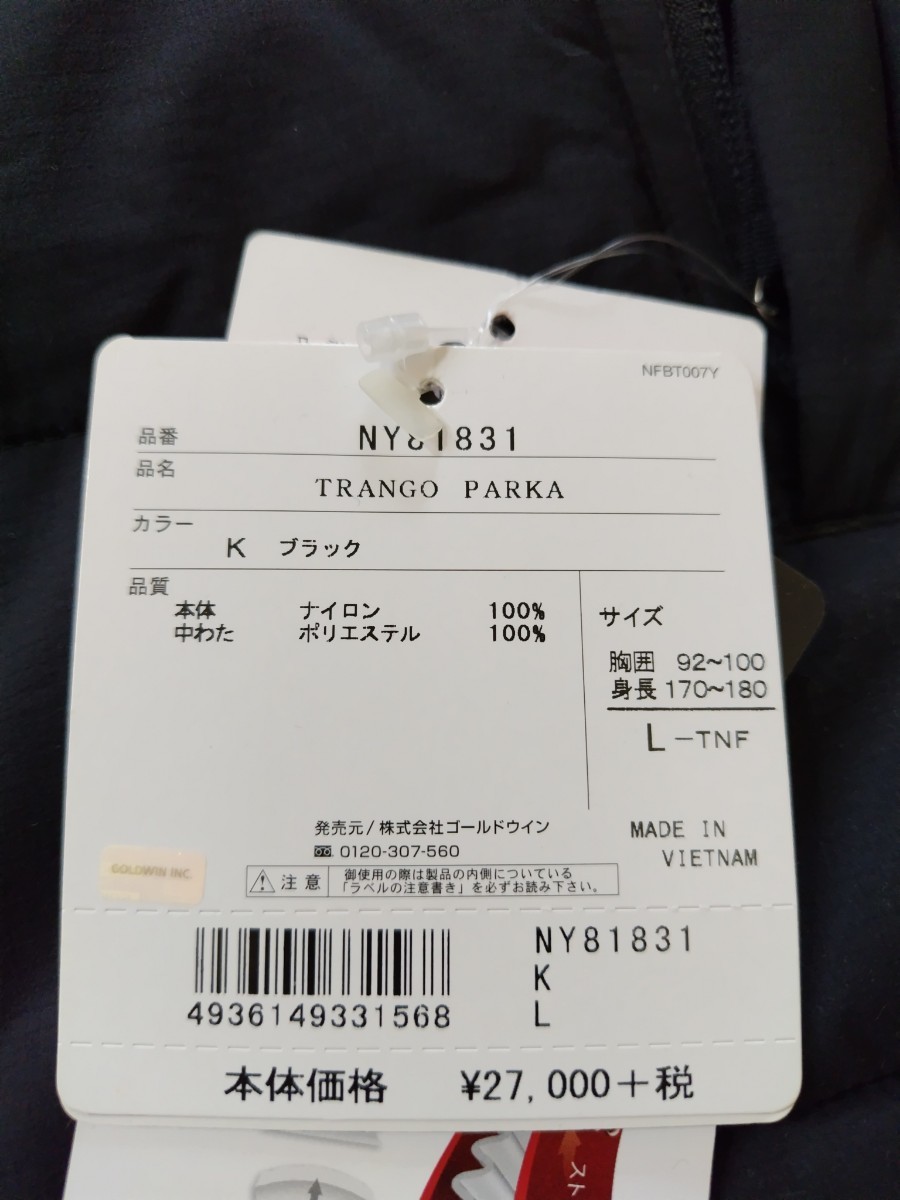 NFBT007Y
品番 NY81831
品名
TRANGO PARKA
カラー
K ブラック
品質
本体 ナイロン 100%
中わた ポリエステル 100%
サイズ
胸囲 92~100
身長 170~180
L-TNF
発売元/株式会社ゴールドウイン
0120-307-560
MADE IN
VIETNAM
GOLDWIN INC.
注意
御使用の際は製品の内側についている
「ラベルの注意書き」を必ずお読み下さい。
4936149331568
NY81831
K
L
本体価格 ¥27,000+税
スト